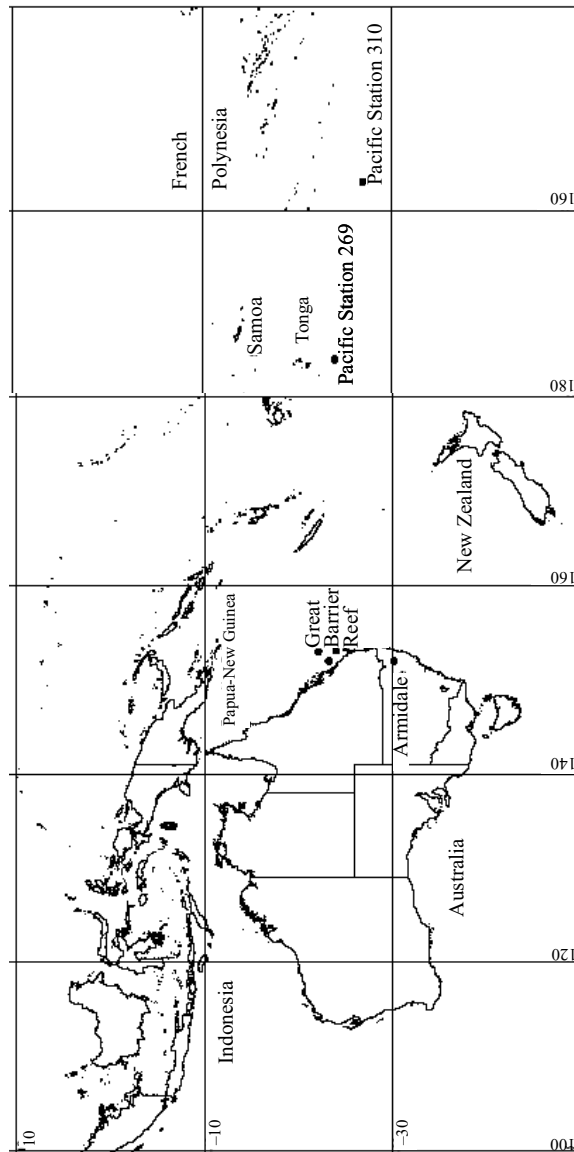 10
-10
-30
French
Polynesia
Pacific Station 310
Samoa
Tonga
Pacific Station 269
New Zealand
Papua-New Guinea
Great
Barrier
Reef
Armidale
Indonesia
Australia
100
120
140
160
180
160